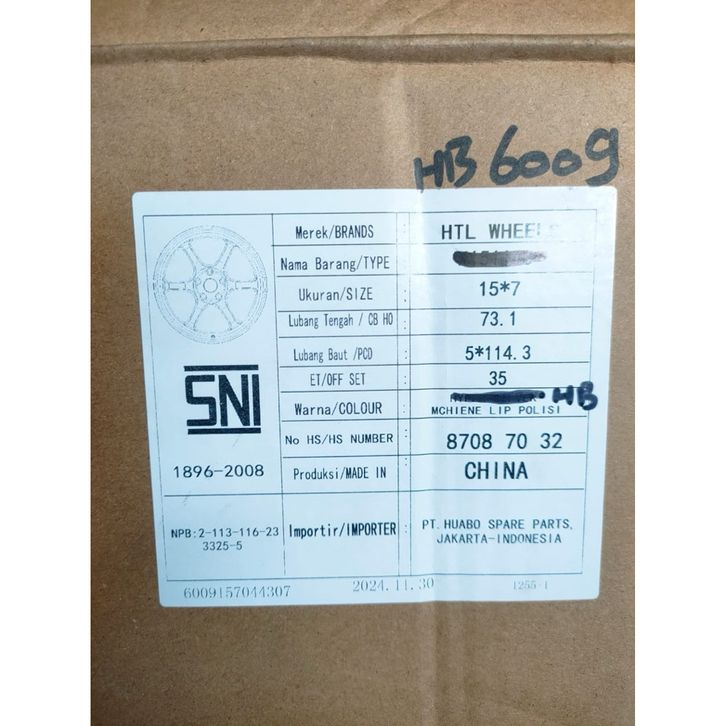 HB 6009
Merek/BRANDS : HTL WHEELS
Nama Barang/TYPE :
Ukuran/SIZE : 15*7
Lubang Tengah / CB HO : 73.1
Lubang Baut /PCD : 5*114.3
ET/OFF SET : 35
Warna/COLOUR : HB
MCHIENE LIP POLISI
No HS/HS NUMBER : 8708 70 32
Produksi/MADE IN : CHINA
Importir/IMPORTER : PT. HUABO SPARE PARTS,
JAKARTA-INDONESIA
SNI
1896-2008
NPB:2-113-116-23
3325-5
6009157044307
2024.11.30
1255-1